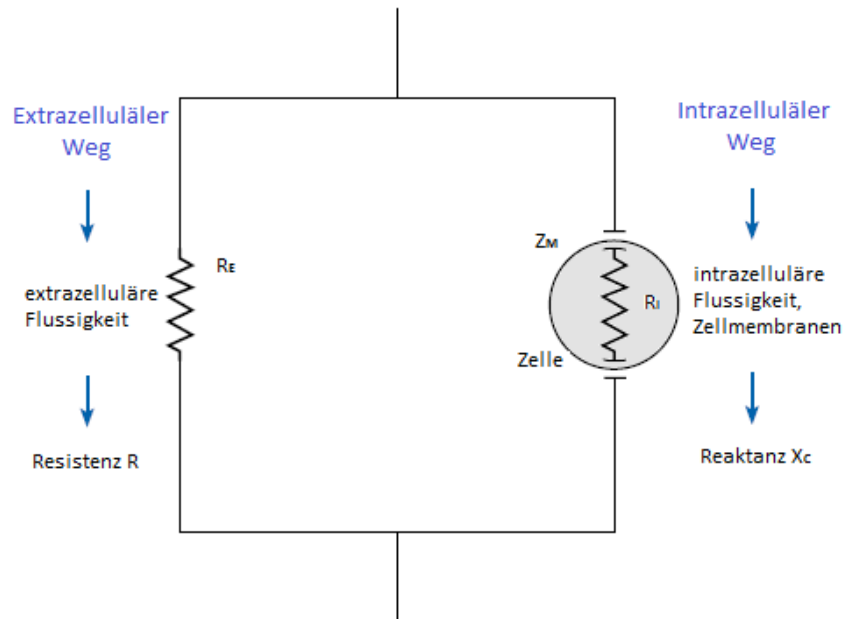 Extrazelluläler
Weg
extrazelluläre
Flussigkeit
Resistenz R
RE
ZM
RI
Zelle
Intrazelluläler
Weg
intrazelluläre
Flussigkeit,
Zellmembranen
Reaktanz XC